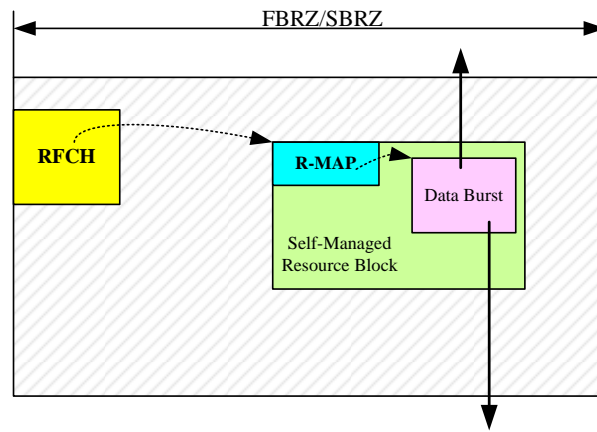 FBRZ/SBRZ
RFCH
R-MAP
Data Burst
Self-Managed
Resource Block